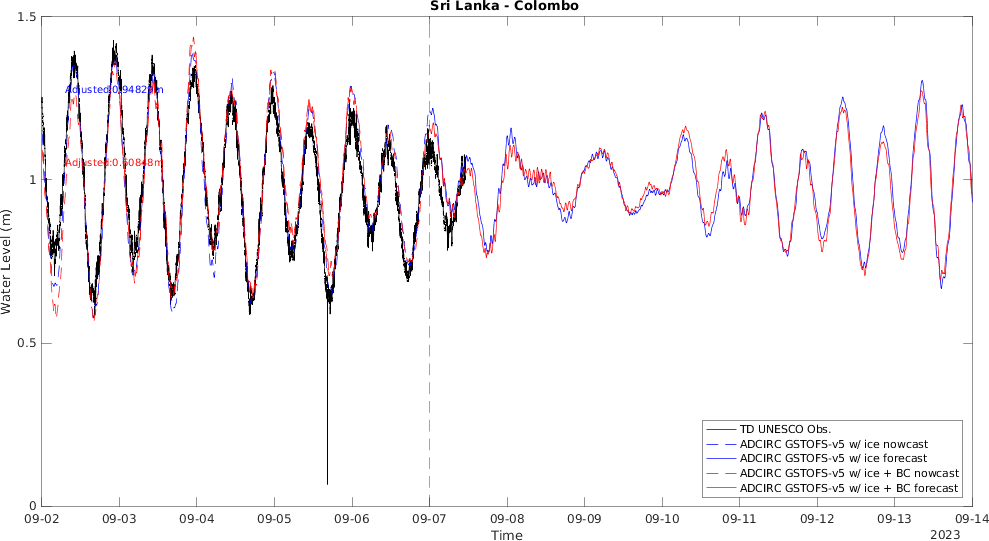 Sri Lanka - Colombo
1.5
1
0.5
0
Water Level (m)
Adjusted:0.94829m
Adjusted:0.60848m
TD UNESCO Obs.
ADCIRC GSTOFS-v5 w/ ice nowcast
ADCIRC GSTOFS-v5 w/ ice forecast
ADCIRC GSTOFS-v5 w/ ice + BC nowcast
ADCIRC GSTOFS-v5 w/ ice + BC forecast
09-02 09-03 09-04 09-05 09-06 09-07 09-08 09-09 09-10 09-11 09-12 09-13 09-14
Time
2023